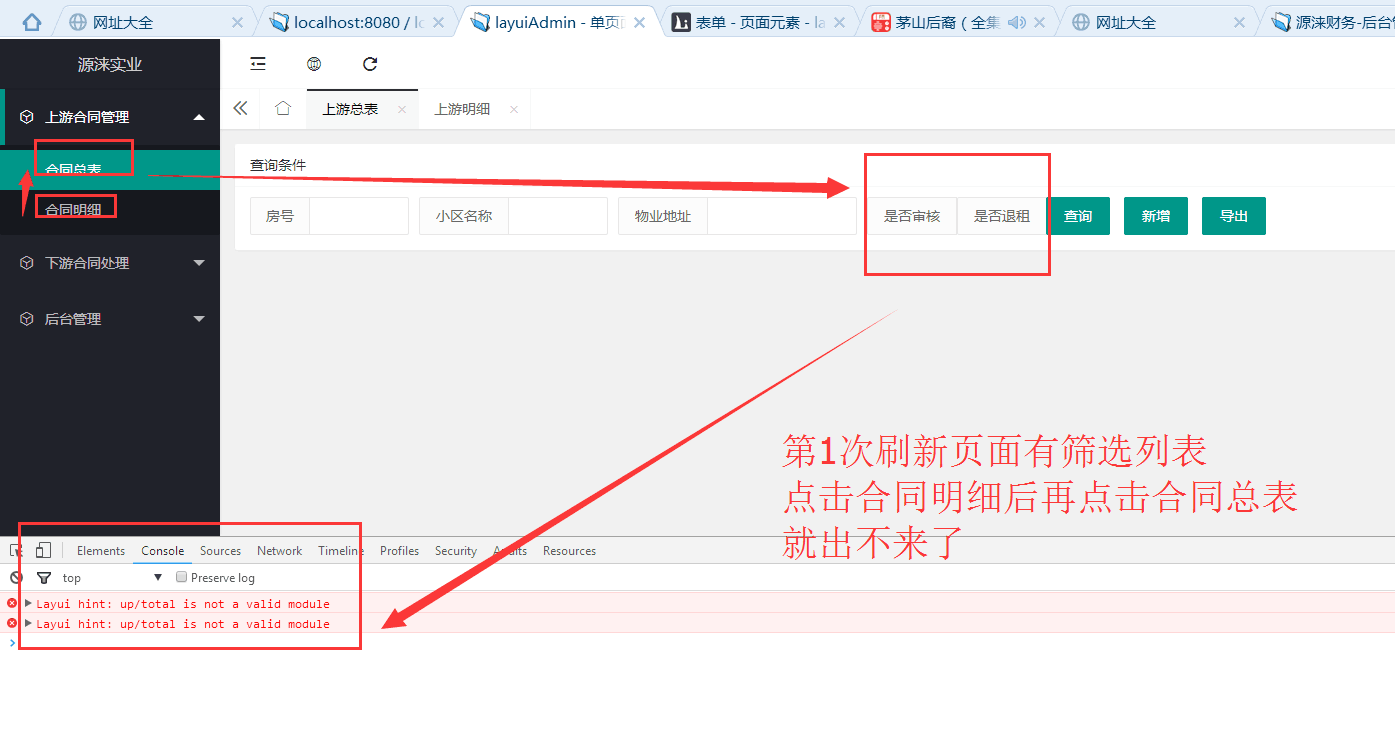 网址大全
localhost:8080 / lo
layuiAdmin - 单页面
表单 - 页面元素 - la
茅山后裔（全集
网址大全
源涞财务-后台管
源涞实业
上游合同管理
合同总表
合同明细
下游合同处理
后台管理
上游总表
上游明细
查询条件
房号
小区名称
物业地址
是否审核
是否退租
查询
新增
导出
第1次刷新页面有筛选列表
点击合同明细后再点击合同总表
就出不来了
Elements
Console
Sources
Network
Timeline
Profiles
Security
Audits
Resources
top
Preserve log
Layui hint: up/total is not a valid module
Layui hint: up/total is not a valid module